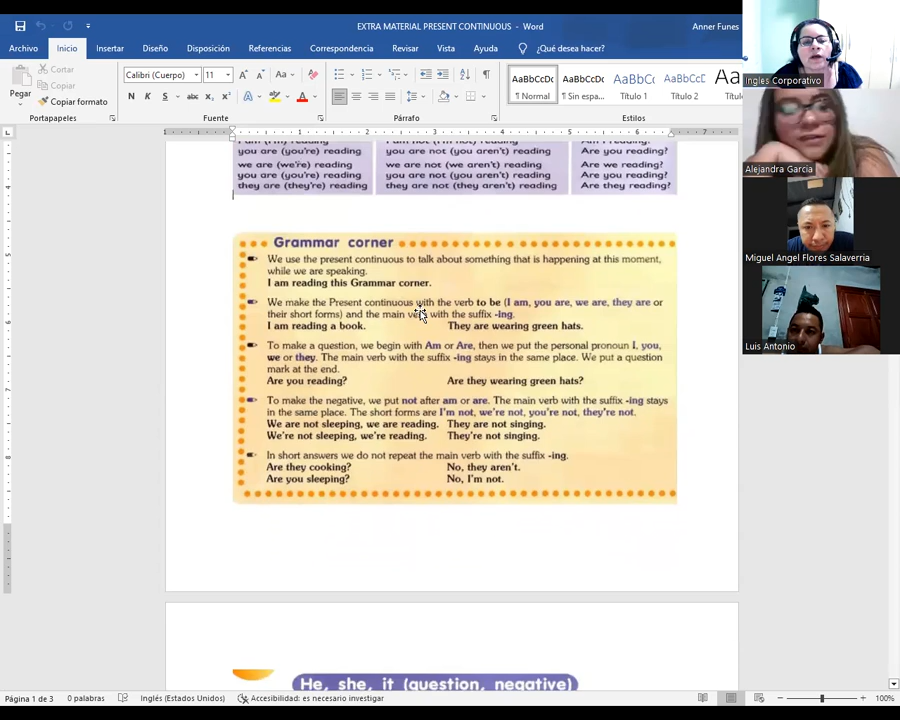 EXTRA MATERIAL PRESENT CONTINUOUS - Word
Anner Funes
Archivo Inicio Insertar Diseño Disposición Referencias Correspondencia Revisar Vista Ayuda ¿Qué desea hacer?
Cortar
Copiar
Pegar
Copiar formato
Calibri (Cuerpo) 11
N K S abc x₂ x²
AaBbCcDc AaBbCcDc AaBbC AaBbCcD
¶ Normal ¶ Sin espa... Título 1 Título 2
Portapapeles Fuente Párrafo Estilos
you are (you're) reading you are not (you aren't) reading Are you reading?
we are (we're) reading we are not (we aren't) reading Are we reading?
you are (you're) reading you are not (you aren't) reading Are you reading?
they are (they're) reading they are not (they aren't) reading Are they reading?
Grammar corner
We use the present continuous to talk about something that is happening at this moment,
while we are speaking.
I am reading this Grammar corner.
We make the Present continuous with the verb to be (I am, you are, we are, they are or
their short forms) and the main verb with the suffix -ing.
I am reading a book. They are wearing green hats.
To make a question, we begin with Am or Are, then we put the personal pronoun I, you,
we or they. The main verb with the suffix -ing stays in the same place. We put a question
mark at the end.
Are you reading? Are they wearing green hats?
To make the negative, we put not after am or are. The main verb with the suffix -ing stays
in the same place. The short forms are I'm not, we're not, you're not, they're not.
We are not sleeping, we are reading. They are not singing.
We're not sleeping, we're reading. They're not singing.
In short answers we do not repeat the main verb with the suffix -ing.
Are they cooking? No, they aren't.
Are you sleeping? No, I'm not.
He, she, it (question, negative)
Página 1 de 3 0 palabras Inglés (Estados Unidos) Accesibilidad: es necesario investigar 100%
Ingles Corporativo
Alejandra Garcia
Miguel Angel Flores Salaverria
Luis Antonio